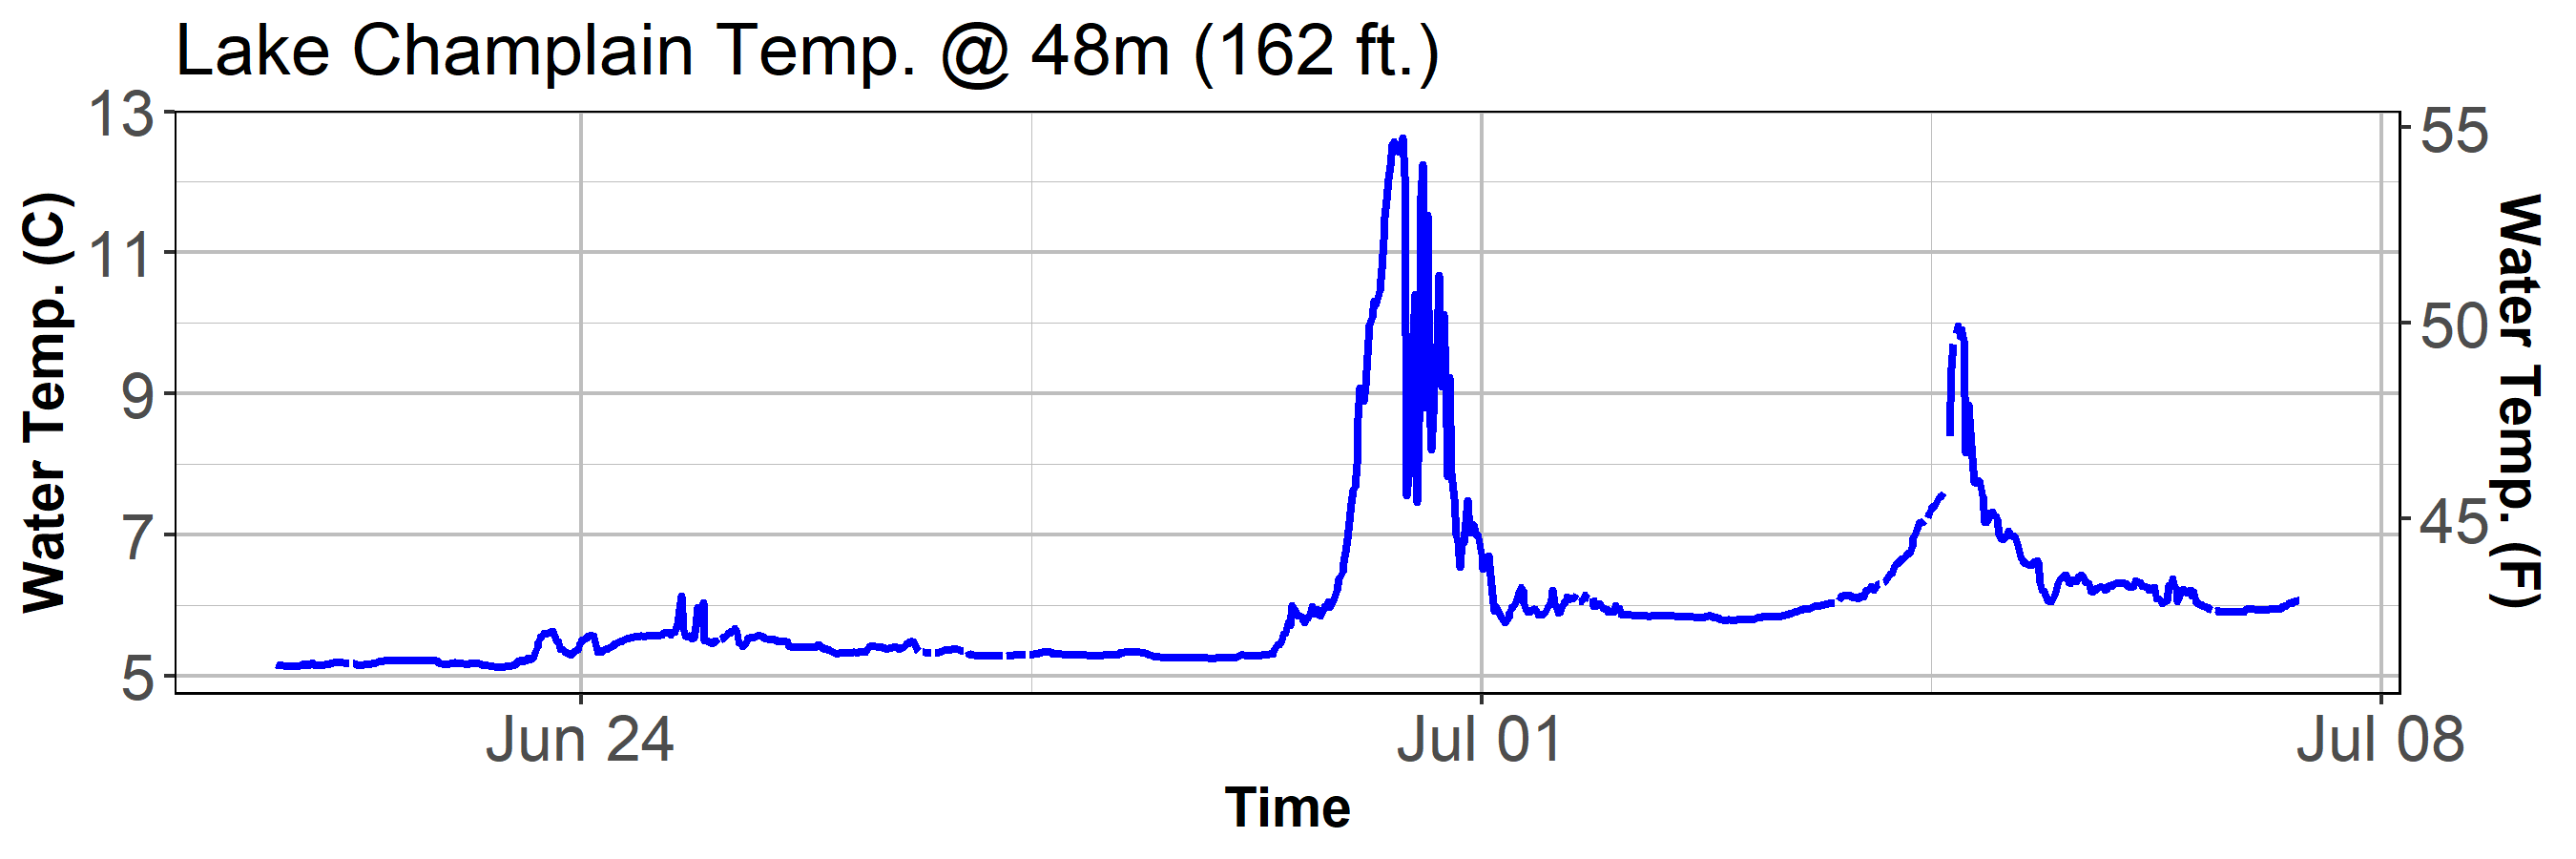 Lake Champlain Temp. @ 48m (162 ft.)
Water Temp. (C)
13
11
9
7
5
55
50
45
Water Temp. (F)
Jun 24
Jul 01
Jul 08
Time